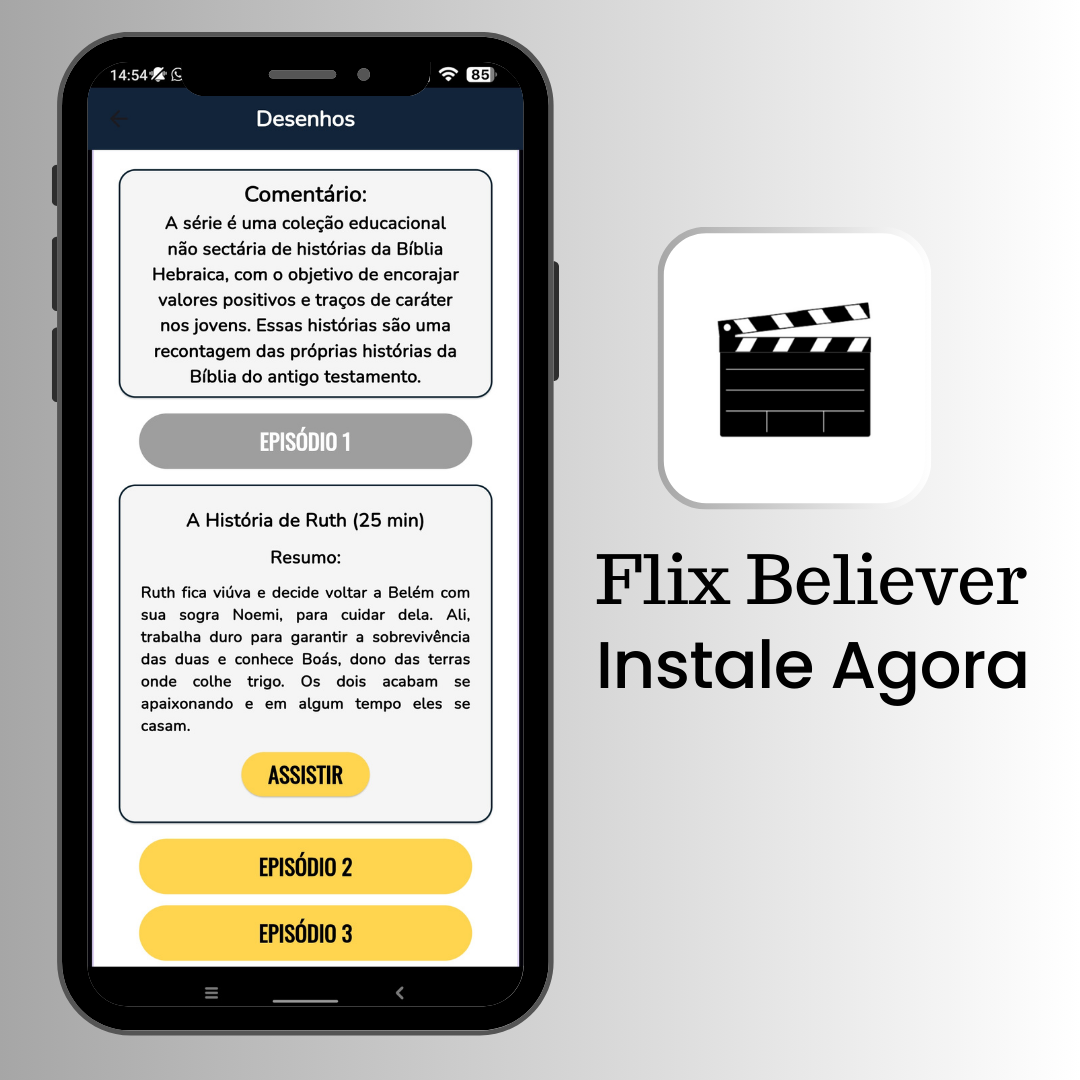 14:54
85
Desenhos
Comentário:
A série é uma coleção educacional
não sectária de histórias da Bíblia
Hebraica, com o objetivo de encorajar
valores positivos e traços de caráter
nos jovens. Essas histórias são uma
recontagem das próprias histórias da
Bíblia do antigo testamento.
EPISÓDIO 1
A História de Ruth (25 min)
Resumo:
Ruth fica viúva e decide voltar a Belém com
sua sogra Noemi, para cuidar dela. Ali,
trabalha duro para garantir a sobrevivência
das duas e conhece Boás, dono das terras
onde colhe trigo. Os dois acabam se
apaixonando e em algum tempo eles se
casam.
ASSISTIR
EPISÓDIO 2
EPISÓDIO 3
Flix Believer
Instale Agora